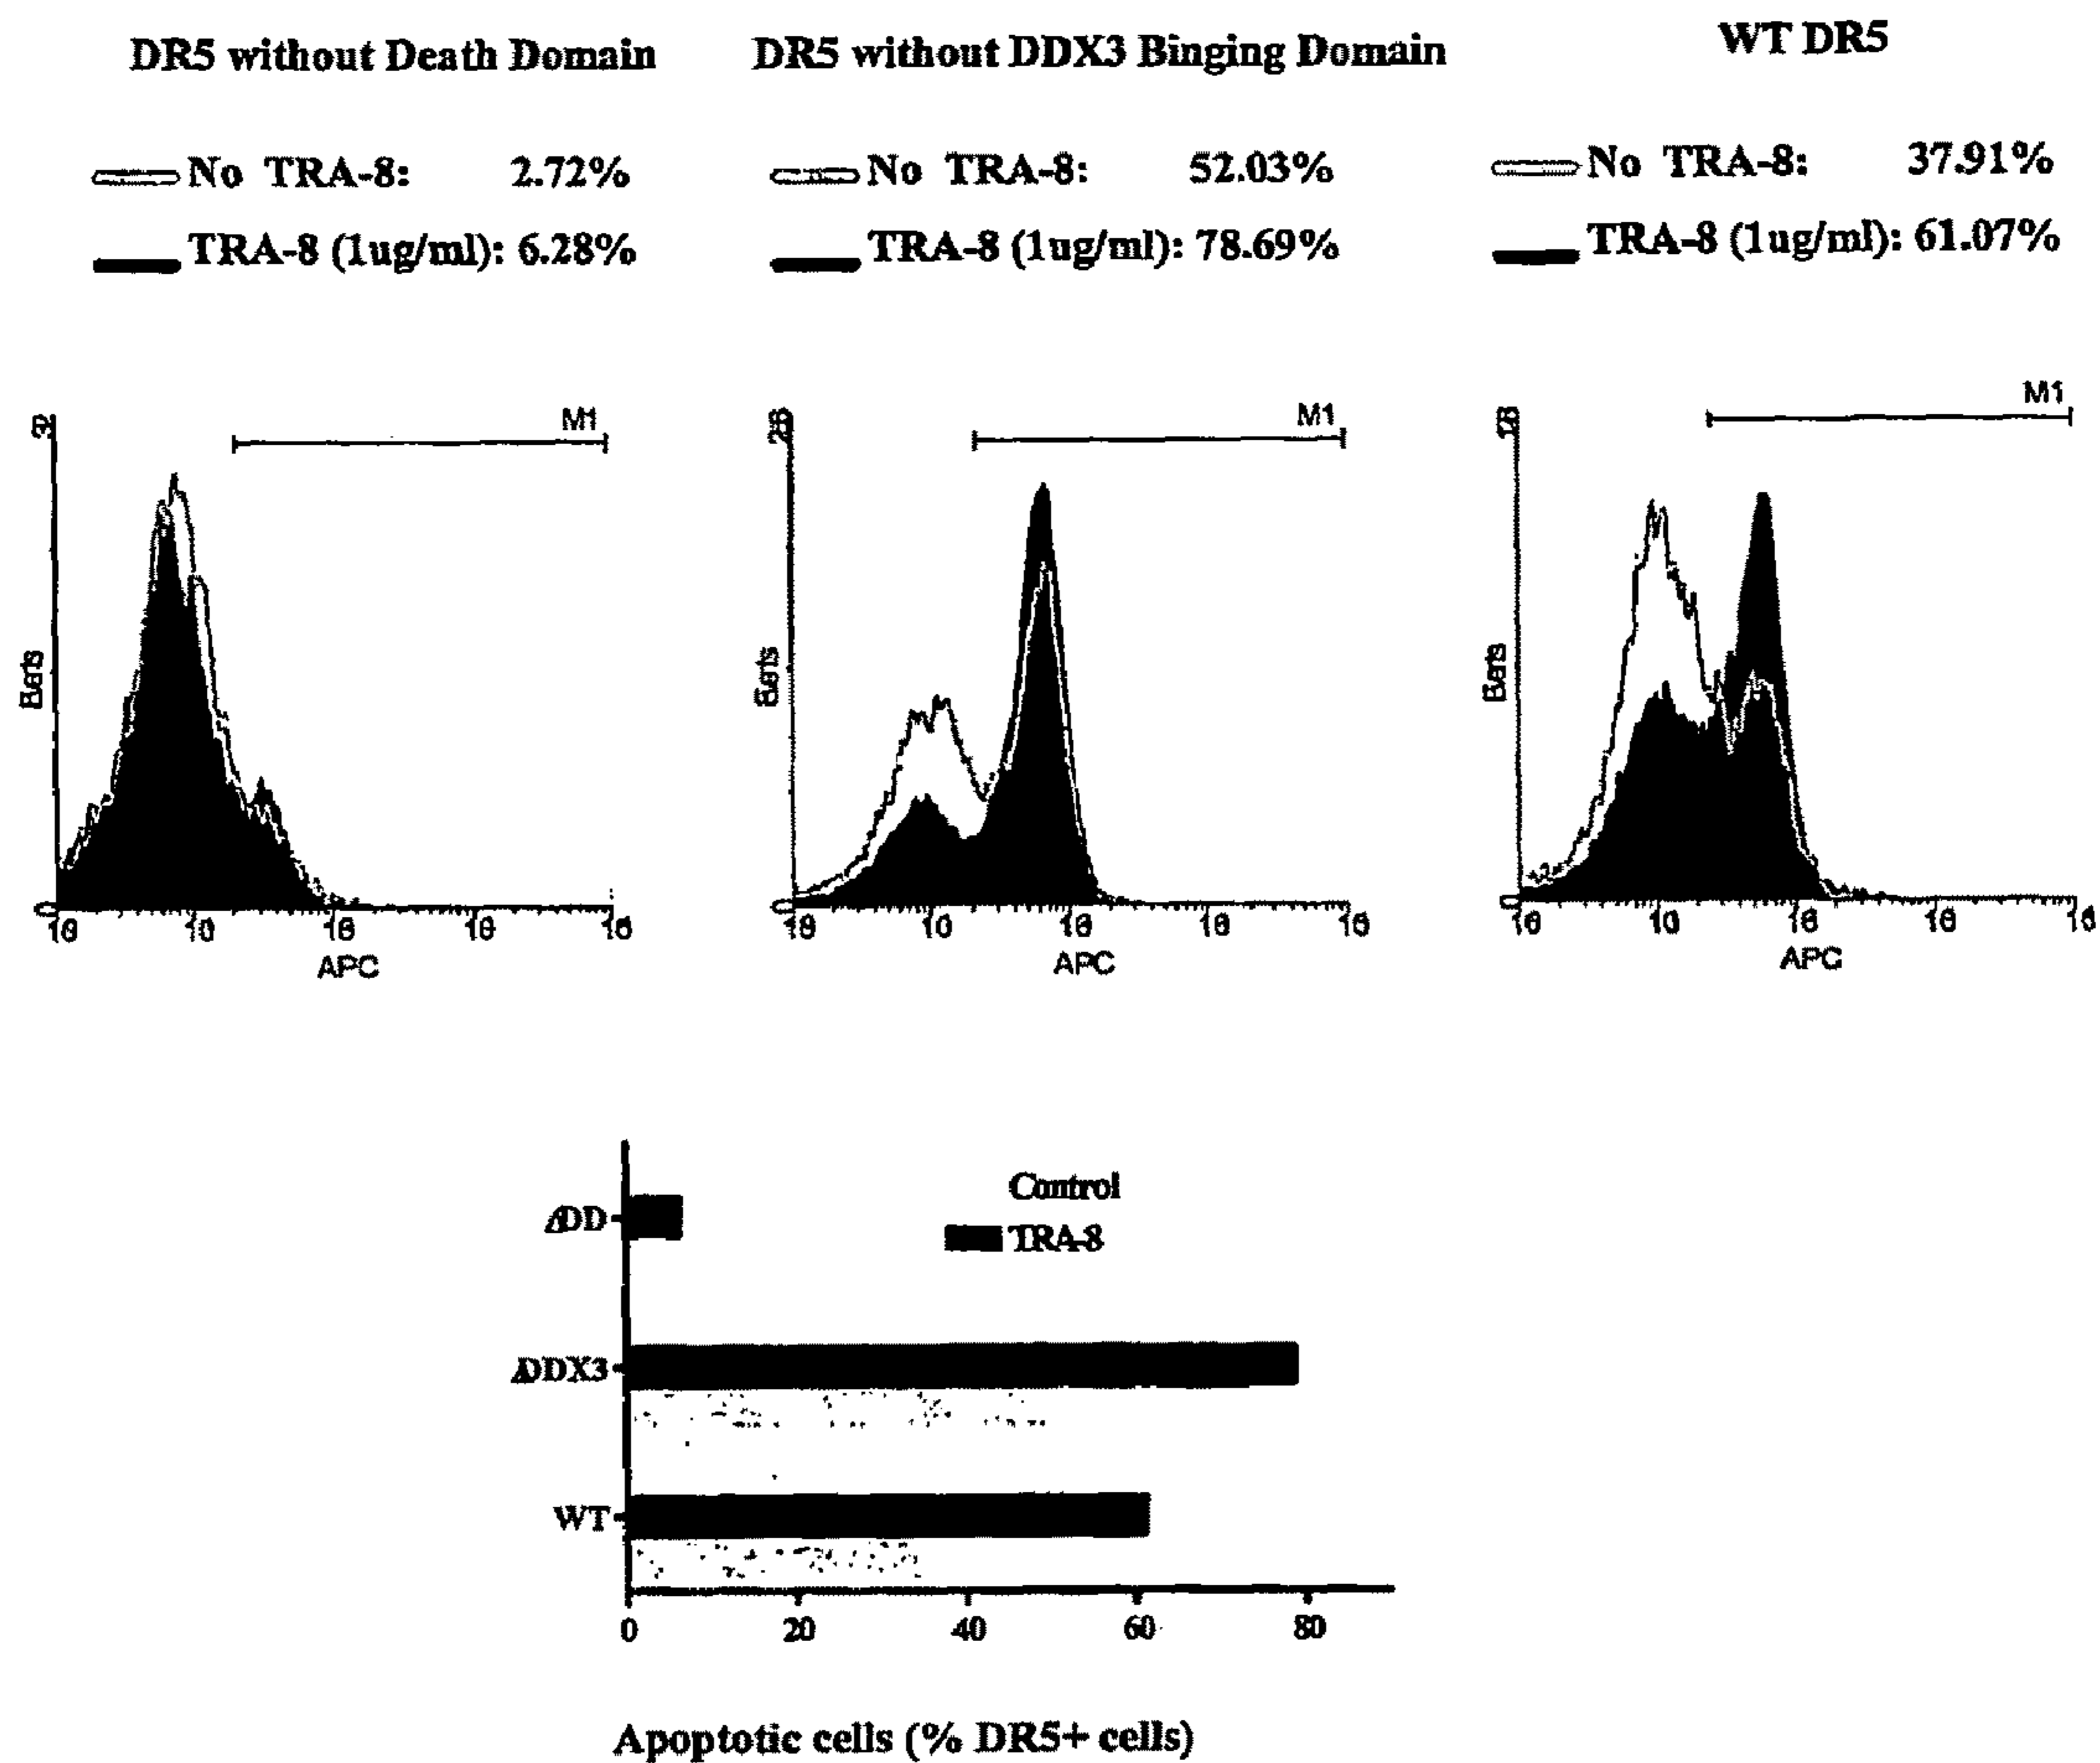 DR5 without Death Domain
No TRA-8: 2.72%
TRA-8 (1ug/ml): 6.28%
DR5 without DDX3 Binging Domain
No TRA-8: 52.03%
TRA-8 (1ug/ml): 78.69%
WT DR5
No TRA-8: 37.91%
TRA-8 (1ug/ml): 61.07%
M1
0
APC
M1
0
APC
M1
0
APC
Control
TRA-8
ΔDD
ΔDDX3
WT
0 20 40 60 80
Apoptotic cells (% DR5+ cells)